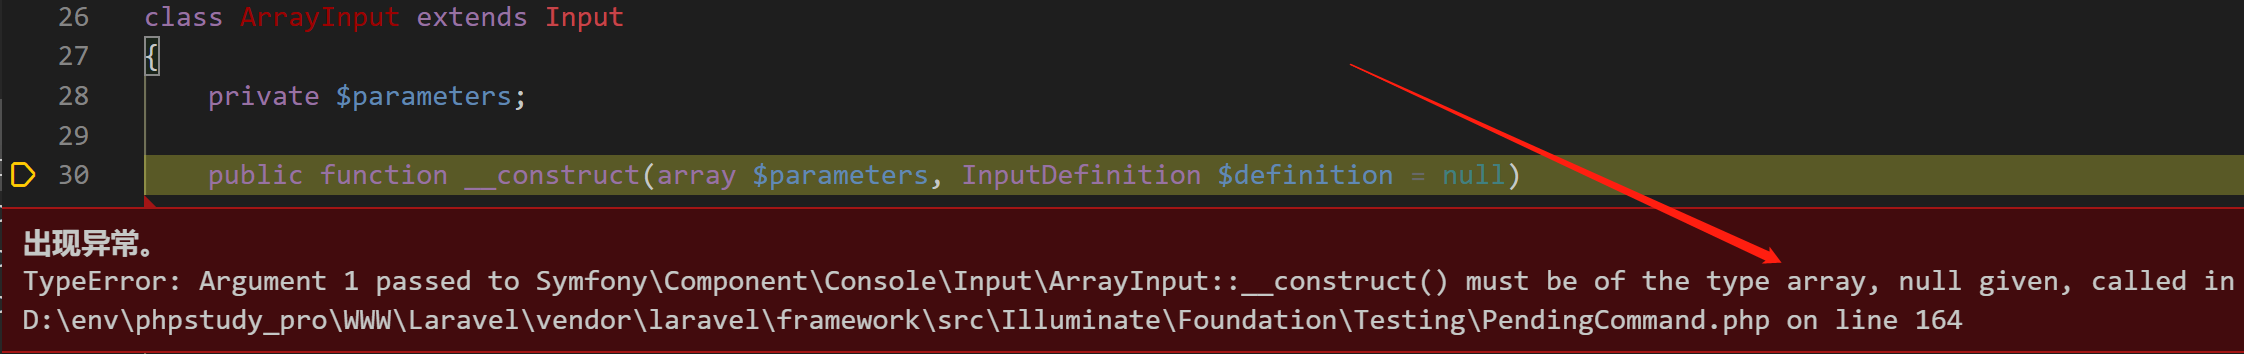 26 class ArrayInput extends Input
27 {
28 private $parameters;
29
30 public function __construct(array $parameters, InputDefinition $definition = null)
出现异常。
TypeError: Argument 1 passed to Symfony\Component\Console\Input\ArrayInput::__construct() must be of the type array, null given, called in
D:\env\phpstudy_pro\WWW\Laravel\vendor\laravel\framework\src\Illuminate\Foundation\Testing\PendingCommand.php on line 164